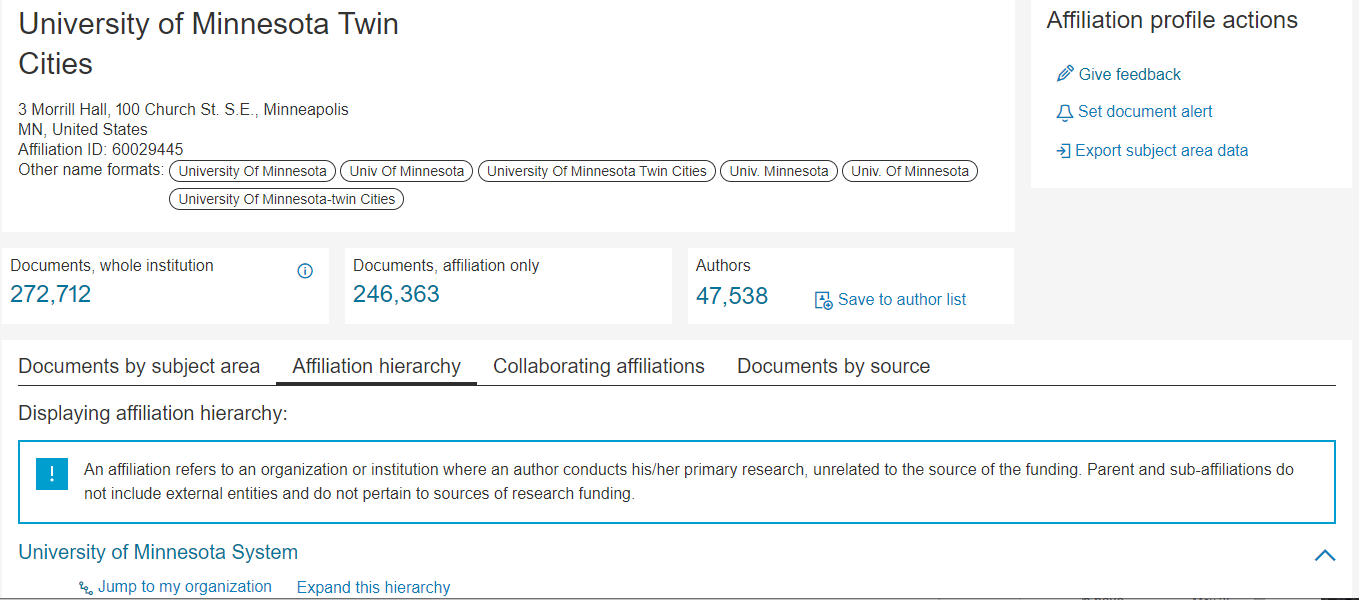 University of Minnesota Twin
Cities
3 Morrill Hall, 100 Church St. S.E., Minneapolis
MN, United States
Affiliation ID: 60029445
Other name formats: University Of Minnesota Univ Of Minnesota University Of Minnesota Twin Cities Univ. Minnesota Univ. Of Minnesota
University Of Minnesota-twin Cities
Affiliation profile actions
Give feedback
Set document alert
Export subject area data
Documents, whole institution
272,712
Documents, affiliation only
246,363
Authors
47,538 Save to author list
Documents by subject area Affiliation hierarchy Collaborating affiliations Documents by source
Displaying affiliation hierarchy:
! An affiliation refers to an organization or institution where an author conducts his/her primary research, unrelated to the source of the funding. Parent and sub-affiliations do
not include external entities and do not pertain to sources of research funding.
University of Minnesota System
Jump to my organization Expand this hierarchy